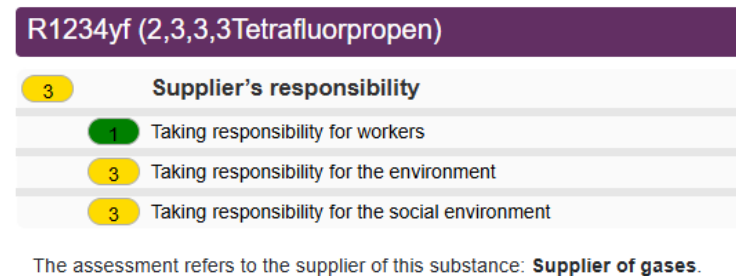 R1234yf (2,3,3,3Tetrafluorpropen)
3 Supplier's responsibility
1 Taking responsibility for workers
3 Taking responsibility for the environment
3 Taking responsibility for the social environment
The assessment refers to the supplier of this substance: Supplier of gases.